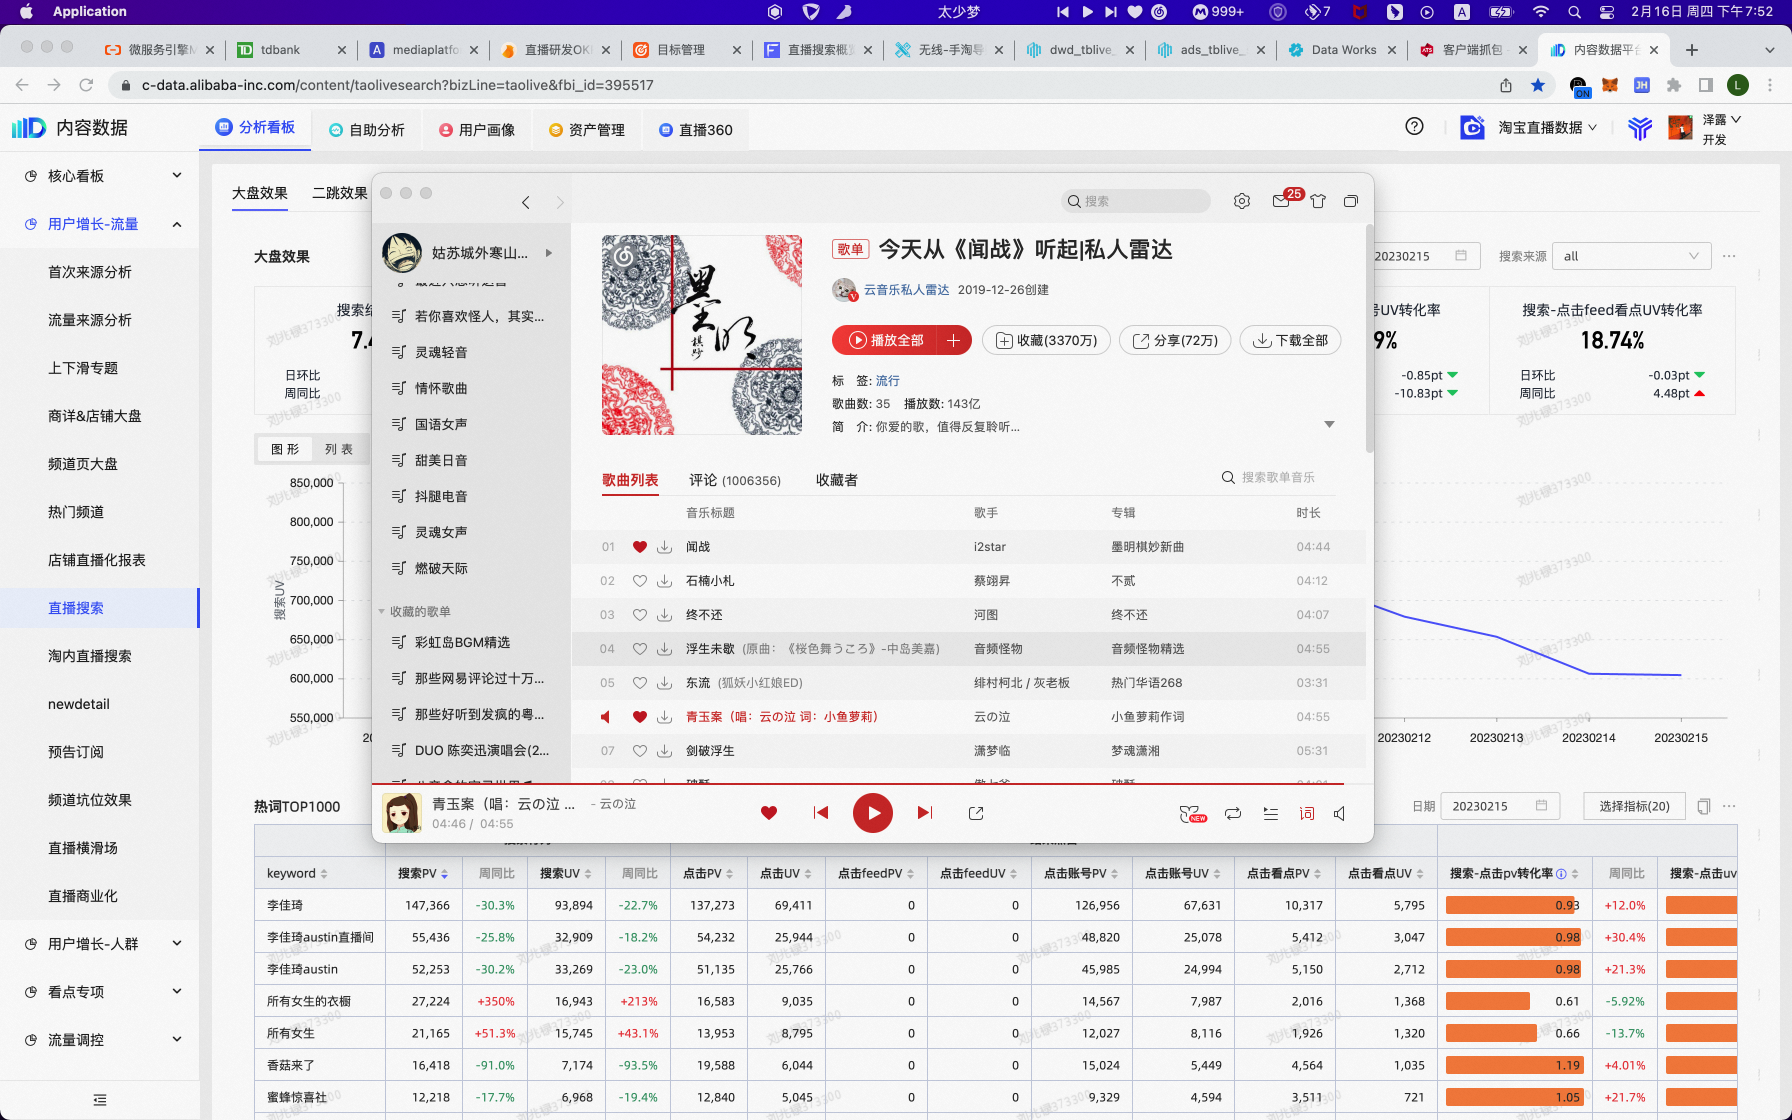 Application
太少梦
999+
7
2月16日 周四 下午7:52
微服务引擎M
tdbank
mediaplatfo
直播研发OKR
目标管理
直播搜索概览
无线-手淘导
dwd_tblive_
ads_tblive_
Data Works
客户端抓包
内容数据平台
c-data.alibaba-inc.com/content/taolivesearch?bizLine=taolive&fbi_id=395517
ON
JH
L
内容数据
分析看板
自助分析
用户画像
资产管理
直播360
淘宝直播数据
泽露
开发
核心看板
用户增长-流量
首次来源分析
流量来源分析
上下滑专题
商详&店铺大盘
频道页大盘
热门频道
店铺直播化报表
直播搜索
淘内直播搜索
newdetail
预告订阅
频道坑位效果
直播横滑场
直播商业化
用户增长-人群
看点专项
流量调控
大盘效果
二跳效果
大盘效果
20230215
搜索来源
all
日环比
周同比
UV转化率
9%
-0.85pt
-10.83pt
搜索-点击feed看点UV转化率
18.74%
日环比
-0.03pt
周同比
4.48pt
图 形
列 表
850,000
800,000
750,000
700,000
650,000
600,000
550,000
搜索UV
20230212
20230213
20230214
20230215
姑苏城外寒山...
若你喜欢怪人，其实...
灵魂轻音
情怀歌曲
国语女声
甜美日音
抖腿电音
灵魂女声
燃破天际
收藏的歌单
彩虹岛BGM精选
那些网易评论过十万...
那些好听到发疯的粤...
DUO 陈奕迅演唱会(2...
搜索
25
歌单
今天从《闻战》听起|私人雷达
云音乐私人雷达
2019-12-26创建
播放全部
收藏(3370万)
分享(72万)
下载全部
标 签: 流行
歌曲数: 35 播放数: 143亿
简 介: 你爱的歌，值得反复聆听...
歌曲列表
评论 (1006356)
收藏者
搜索歌单音乐
音乐标题 歌手 专辑 时长
01 闻战 i2star 墨明棋妙新曲 04:44
02 石楠小札 蔡翊昇 不贰 04:12
03 终不还 河图 终不还 04:07
04 浮生未歇 (原曲：《桜色舞うころ》-中岛美嘉) 音频怪物 音频怪物精选 04:55
05 东流 (狐妖小红娘ED) 绯村柯北 / 灰老板 热门华语268 03:31
青玉案（唱：云の泣 词：小鱼萝莉） 云の泣 小鱼萝莉作词 04:55
07 剑破浮生 潇梦临 梦魂潇湘 05:31
青玉案（唱：云の泣 ... - 云の泣
04:46 / 04:55
NEW
词
热词TOP1000
日期
20230215
选择指标(20)
keyword 搜索PV 周同比 搜索UV 周同比 点击PV 点击UV 点击feedPV 点击feedUV 点击账号PV 点击账号UV 点击看点PV 点击看点UV 搜索-点击pv转化率 周同比 搜索-点击uv
李佳琦 147,366 -30.3% 93,894 -22.7% 137,273 69,411 0 0 126,956 67,631 10,317 5,795 0.93 +12.0%
李佳琦austin直播间 55,436 -25.8% 32,909 -18.2% 54,232 25,944 0 0 48,820 25,078 5,412 3,047 0.98 +30.4%
李佳琦austin 52,253 -30.2% 33,269 -23.0% 51,135 25,766 0 0 45,985 24,994 5,150 2,712 0.98 +21.3%
所有女生的衣橱 27,224 +350% 16,943 +213% 16,583 9,035 0 0 14,567 7,987 2,016 1,368 0.61 -5.92%
所有女生 21,165 +51.3% 15,745 +43.1% 13,953 8,795 0 0 12,027 8,116 1,926 1,320 0.66 -13.7%
香菇来了 16,418 -91.0% 7,174 -93.5% 19,588 6,044 0 0 15,024 5,449 4,564 1,035 1.19 +4.01%
蜜蜂惊喜社 12,218 -17.7% 6,968 -19.4% 12,840 5,045 0 0 9,329 4,594 3,511 721 1.05 +21.7%